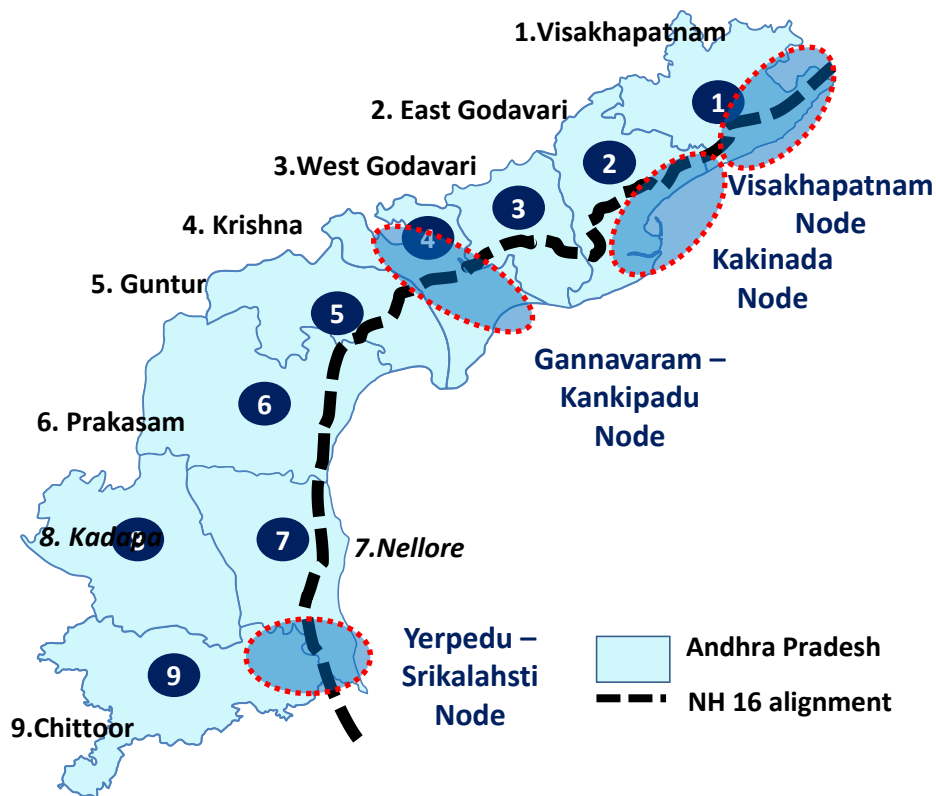 1.Visakhapatnam
1
2. East Godavari
2
3.West Godavari
3
Visakhapatnam
Node
4. Krishna
4
Kakinada
Node
5. Guntur
5
Gannavaram –
Kankipadu
Node
6
6. Prakasam
8. Kadapa
8
7
7.Nellore
Yerpedu –
Srikalahsti
Node
Andhra Pradesh
NH 16 alignment
9
9.Chittoor